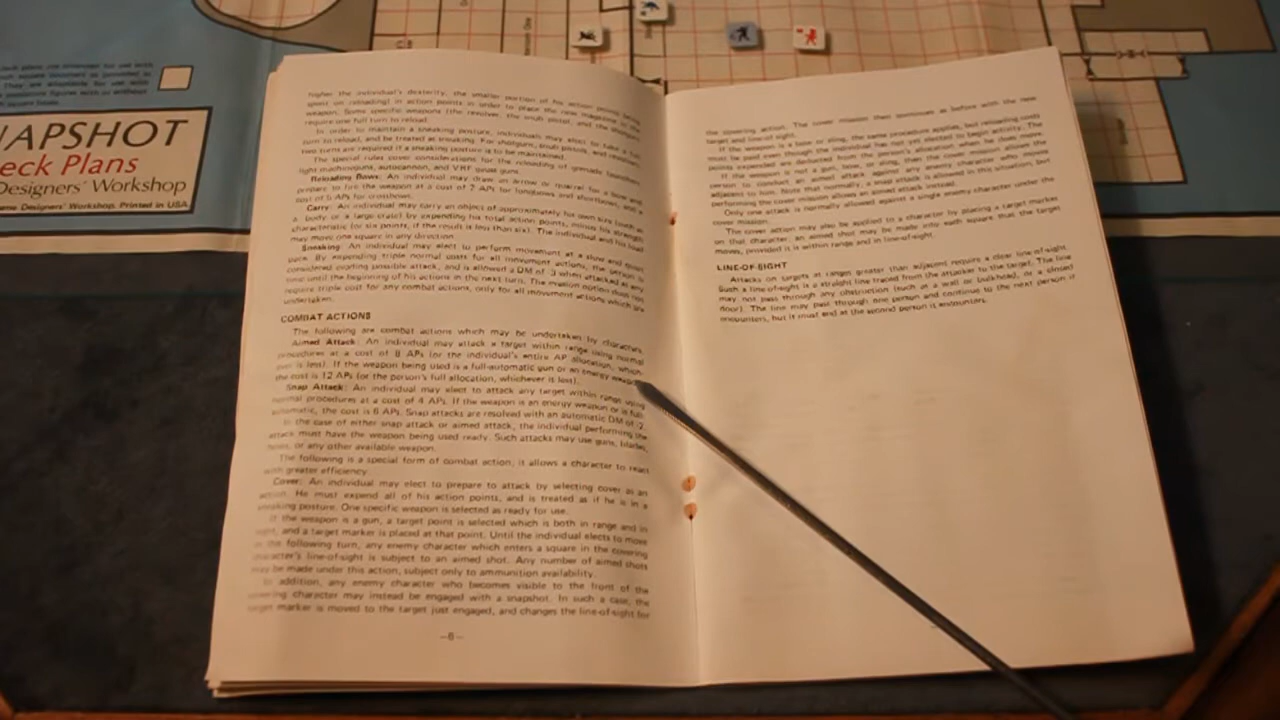 NAPSHOT
eck Plans
Designers' Workshop
me Designers' Workshop. Printed in USA
higher the individual's dexterity, the smaller portion of his action points being
spent on reloading) in action points in order to place the new magazine in the
weapon. Some specific weapons (the revolver, the snub pistol, and the shotgun)
require one full turn to reload.
In order to maintain a sneaking posture, individuals may elect to take a full
turn to reload, and be treated as sneaking. For shotguns, snub pistols, and revolvers,
two turns are required if a sneaking posture is to be maintained.
The special rules cover considerations for the reloading of grenade launchers,
light machineguns, autocannon, and VRF gauss guns.
Reloading Bows: An individual may draw an arrow or quarrel for a bow and
prepare to fire the weapon at a cost of 2 APs for longbows and shortbows, and a
cost of 6 APs for crossbows.
Carry: An individual may carry an object of approximately his own size (such as
a body or a large crate) by expending his total action points, minus his strength
characteristic (or six points, if the result is less than six). The individual and his load
may move one square in any direction.
Sneaking: An individual may elect to perform movement at a slow and quiet
pace. By expending triple normal costs for all movement actions, the person is
considered evading possible attack, and is allowed a DM of -3 when attacked at any
time until the beginning of his actions in the next turn. The evasion notion does not
require triple cost for any combat actions, only for all movement actions which are
undertaken.
COMBAT ACTIONS
The following are combat actions which may be undertaken by characters.
Aimed Attack: An individual may attack a target within range using normal
procedures at a cost of 8 APs (or the individual's entire AP allocation, which-
ever is less). If the weapon being used is a full-automatic gun or an energy weapon
the cost is 12 APs (or the person's full allocation, whichever is less).
Snap Attack: An individual may elect to attack any target within range using
normal procedures at a cost of 4 APs. If the weapon is an energy weapon or is full-
automatic, the cost is 6 APs. Snap attacks are resolved with an automatic DM of -2.
In the case of either snap attack or aimed attack, the individual performing the
attack must have the weapon being used ready. Such attacks may use guns, blades,
bows, or any other available weapon.
The following is a special form of combat action; it allows a character to react
with greater efficiency.
Cover: An individual may elect to prepare to attack by selecting cover as an
action. He must expend all of his action points, and is treated as if he is in a
sneaking posture. One specific weapon is selected as ready for use.
If the weapon is a gun, a target point is selected which is both in range and in
sight, and a target marker is placed at that point. Until the individual elects to move
in the following turn, any enemy character which enters a square in the covering
character's line-of-sight is subject to an aimed shot. Any number of aimed shots
may be made under this action, subject only to ammunition availability.
In addition, any enemy character who becomes visible to the front of the
covering character may instead be engaged with a snapshot. In such a case, the
target marker is moved to the target just engaged, and changes the line-of-sight for
—6—
the covering action. The cover mission then continues as before with the new
target and line-of-sight.
If the weapon is a bow or sling, the same procedure applies, but reloading costs
must be paid even though the individual has not yet elected to begin activity. The
points expended are deducted from the person's allocation when he does move.
If the weapon is not a gun, bow, or sling, then the cover mission allows the
person to conduct an aimed attack against any enemy character who moves
adjacent to him. Note that normally, a snap attack is allowed in this situation, but
performing the cover mission allows an aimed attack instead.
Only one attack is normally allowed against a single enemy character under the
cover mission.
The cover action may also be applied to a character by placing a target marker
on that character; an aimed shot may be made into each square that the target
moves, provided is is within range and in line-of-sight.
LINE-OF-SIGHT
Attacks on targets at ranges greater than adjacent require a clear line-of-sight.
Such a line-of-sight is a straight line traced from the attacker to the target. The line
may not pass through any obstruction (such as a wall or bulkhead, or a closed
door). The line may pass through one person and continue to the next person it
encounters, but it must end at the second person is encounters.